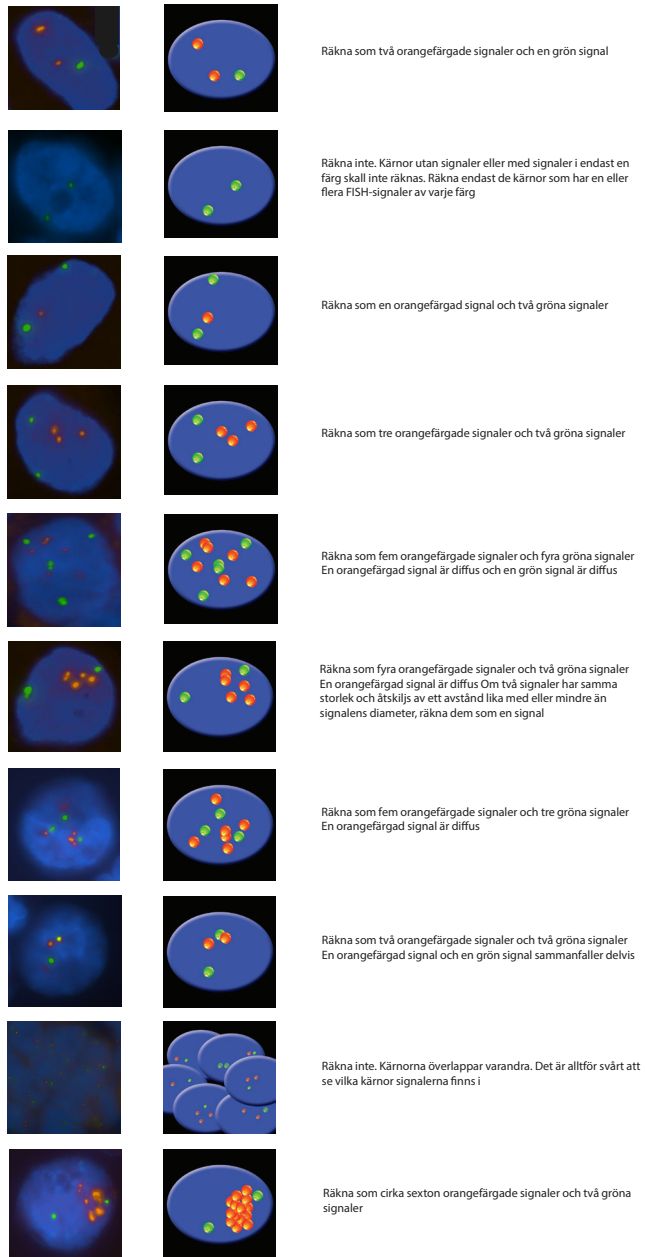 Räkna som två orangefärgade signaler och en grön signal
Räkna inte. Kärnor utan signaler eller med signaler i endast en
färg skall inte räknas. Räkna endast de kärnor som har en eller
flera FISH-signaler av varje färg
Räkna som en orangefärgad signal och två gröna signaler
Räkna som tre orangefärgade signaler och två gröna signaler
Räkna som fem orangefärgade signaler och fyra gröna signaler
En orangefärgad signal är diffus och en grön signal är diffus
Räkna som fyra orangefärgade signaler och två gröna signaler
En orangefärgad signal är diffus Om två signaler har samma
storlek och åtskiljs av ett avstånd lika med eller mindre än
signalens diameter, räkna dem som en signal
Räkna som fem orangefärgade signaler och tre gröna signaler
En orangefärgad signal är diffus
Räkna som två orangefärgade signaler och två gröna signaler
En orangefärgad signal och en grön signal sammanfaller delvis
Räkna inte. Kärnorna överlappar varandra. Det är alltför svårt att
se vilka kärnor signalerna finns i
Räkna som cirka sexton orangefärgade signaler och två gröna
signaler